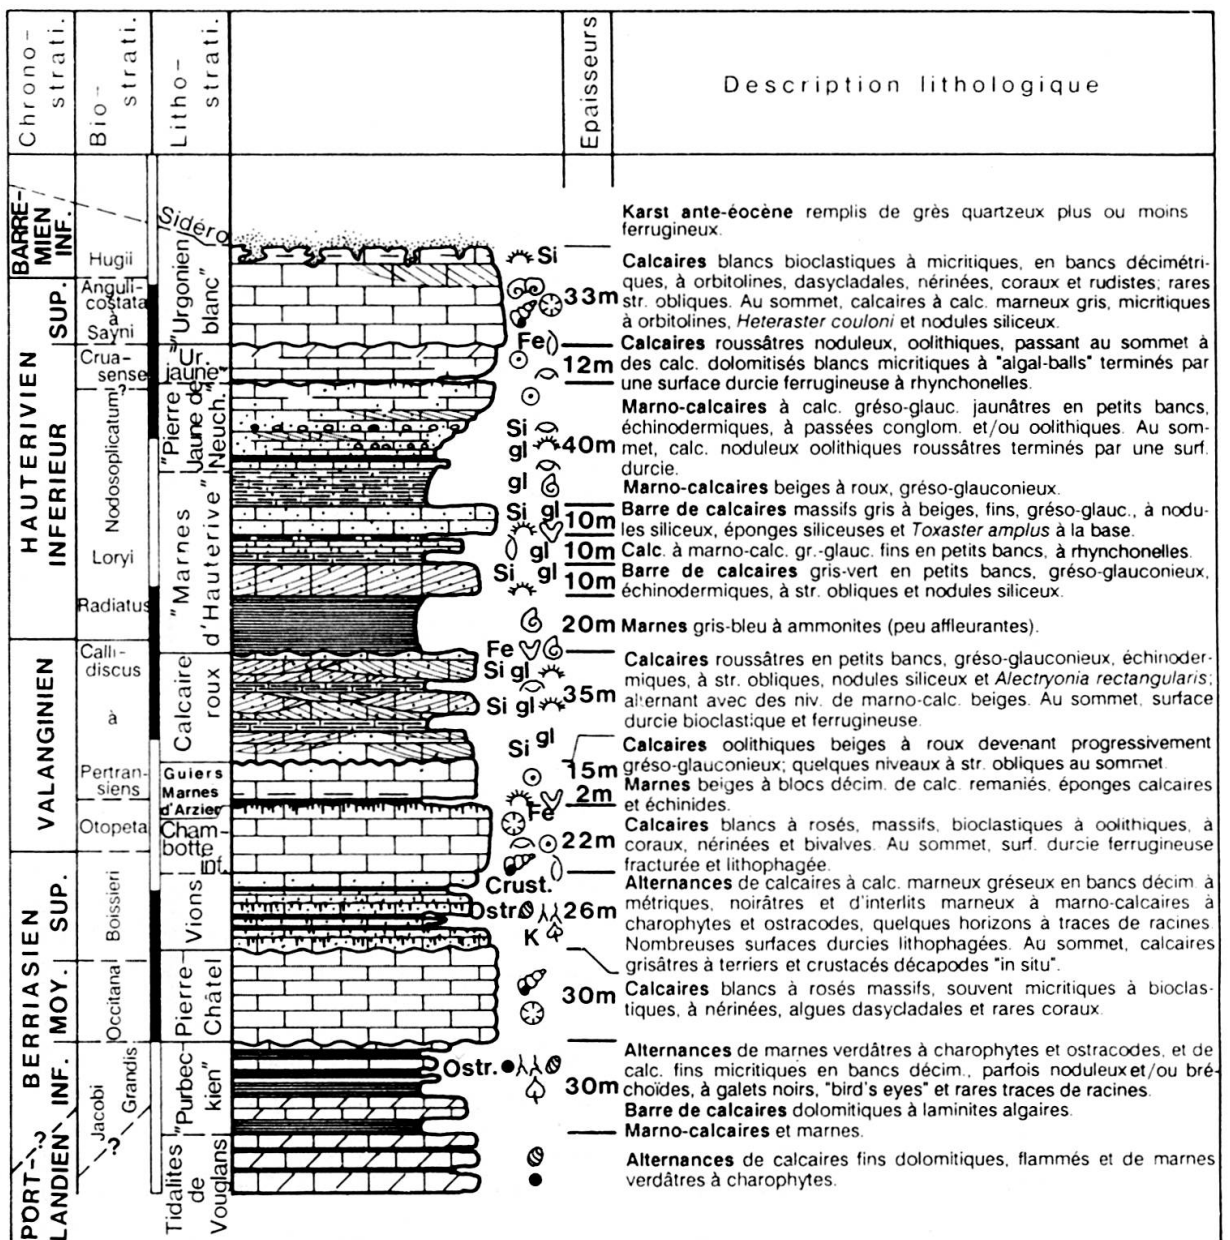 Chrono-
strati.
Bio-
strati.
Litho-
strati.
Epaisseurs
Description lithologique
BARRE-
MIEN
INF.
HAUTERIVIEN
SUP.
INFERIEUR
VALANGINIEN
BERRIASIEN
SUP.
MOY.
INF.
PORT-
LANDIEN
?
Hugii
Anguli-
costata
à
Sayni
Crua-
sense
?
Nodosoplicatum
Loryi
Radiatus
Calli-
discus
à
Pertran-
siens
Otopeta
Boissieri
Occitana
Grandis
Jacobi
?
Sidéro
"Urgonien
blanc"
"Ur.
jaune"
"Pierre
Jaune de
Neuch."
"Marnes
d'Hauterive"
Calcaire
roux
Guiers
Marnes
d'Arzier
Cham-
botte
inf.
Vions
Pierre-
Châtel
"Purbec-
kien"
Tidalites
de
Vouglans
Si
Fe
Si
gl
gl
Si gl
gl
Si gl
Fe
Si gl
Si gl
Si gl
Fe
Crust.
Ostr.
K
Ostr.
33m
12m
40m
10m
10m
10m
20m
35m
15m
2m
22m
26m
30m
30m
Karst ante-éocène remplis de grès quartzeux plus ou moins
ferrugineux.
Calcaires blancs bioclastiques à micritiques, en bancs décimétri-
ques, à orbitolines, dasycladales, nérinées, coraux et rudistes; rares
str. obliques. Au sommet, calcaires à calc. marneux gris, micritiques
à orbitolines, Heteraster couloni et nodules siliceux.
Calcaires roussâtres noduleux, oolithiques, passant au sommet à
des calc. dolomitisés blancs micritiques à "algal-balls" terminés par
une surface durcie ferrugineuse à rhynchonelles.
Marno-calcaires à calc. gréso-glauc. jaunâtres en petits bancs,
échinodermiques, à passées conglom. et/ou oolithiques. Au som-
met, calc. noduleux oolithiques roussâtres terminés par une surf.
durcie.
Marno-calcaires beiges à roux, gréso-glauconieux.
Barre de calcaires massifs gris à beiges, fins, gréso-glauc., à nodu-
les siliceux, éponges siliceuses et Toxaster amplus à la base.
Calc. à marno-calc. gr.-glauc. fins en petits bancs, à rhynchonelles.
Barre de calcaires gris-vert en petits bancs, gréso-glauconieux,
échinodermiques, à str. obliques et nodules siliceux.
Marnes gris-bleu à ammonites (peu affleurantes).
Calcaires roussâtres en petits bancs, gréso-glauconieux, échinoder-
miques, à str. obliques, nodules siliceux et Alectryonia rectangularis;
alternant avec des niv. de marno-calc. beiges. Au sommet, surface
durcie bioclastique et ferrugineuse.
Calcaires oolithiques beiges à roux devenant progressivement
gréso-glauconieux; quelques niveaux à str. obliques au sommet.
Marnes beiges à blocs décim. de calc. remaniés, éponges calcaires
et échinides.
Calcaires blancs à rosés, massifs, bioclastiques à oolithiques, à
coraux, nérinées et bivalves. Au sommet, surf. durcie ferrugineuse
fracturée et lithophagée.
Alternances de calcaires à calc. marneux gréseux en bancs décim. à
métriques, noirâtres et d'interlits marneux à marno-calcaires à
charophytes et ostracodes, quelques horizons à traces de racines.
Nombreuses surfaces durcies lithophagées. Au sommet, calcaires
grisâtres à terriers et crustacés décapodes "in situ".
Calcaires blancs à rosés massifs, souvent micritiques à bioclas-
tiques, à nérinées, algues dasycladales et rares coraux.
Alternances de marnes verdâtres à charophytes et ostracodes, et de
calc. fins micritiques en bancs décim., parfois noduleux et/ou bré-
choïdes, à galets noirs, "bird's eyes" et rares traces de racines.
Barre de calcaires dolomitiques à laminites algaires.
Marno-calcaires et marnes.
Alternances de calcaires fins dolomitiques, flammés et de marnes
verdâtres à charophytes.